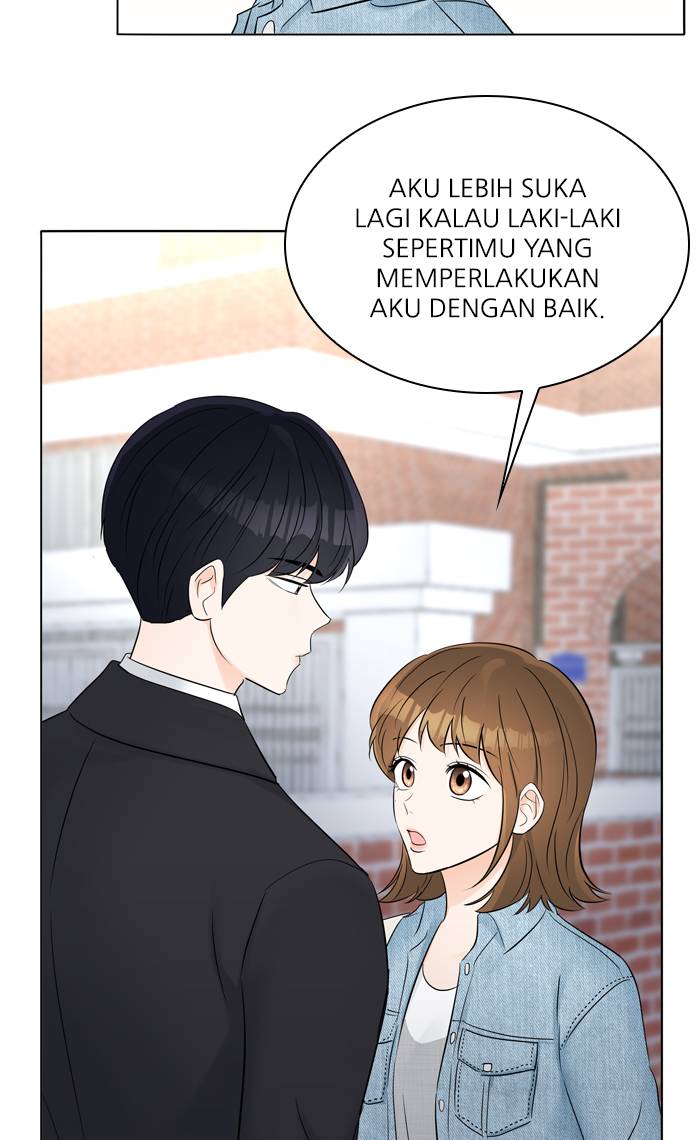 AKU LEBIH SUKA
LAGI KALAU LAKI-LAKI
SEPERTIMU YANG
MEMPERLAKUKAN
AKU DENGAN BAIK.